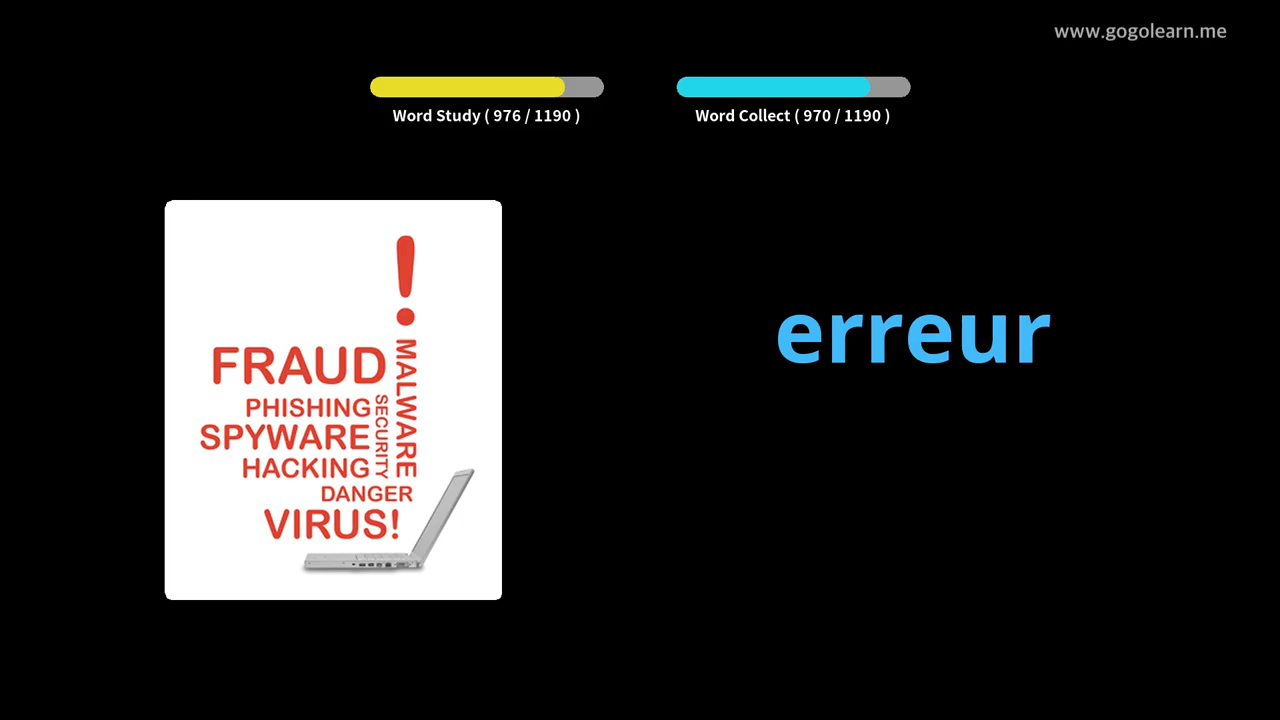 www.gogolearn.me
Word Study ( 976 / 1190 )
Word Collect ( 970 / 1190 )
!
FRAUD
MALWARE
PHISHING
SECURITY
SPYWARE
HACKING
DANGER
VIRUS!
erreur